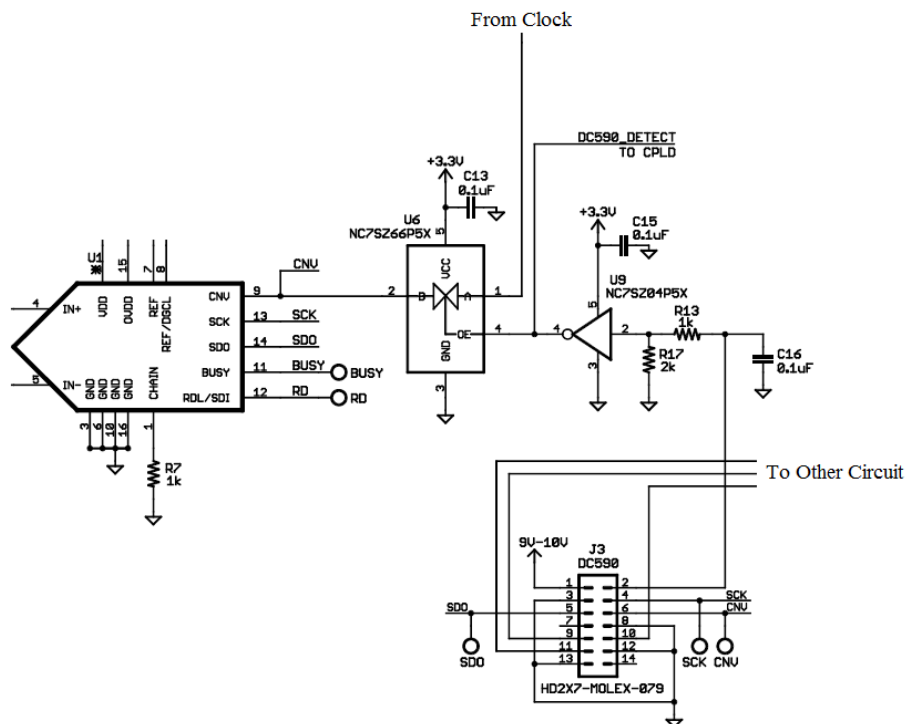 From Clock
DC590_DETECT
TO CPLD
+3.3V
C13
0.1uF
U6
NC7SZ66P5X
5
VCC
B
A
2
1
OE
4
GND
3
+3.3V
C15
0.1uF
U9
NC7SZ04P5X
5
4
2
3
R13
1k
R17
2k
C16
0.1uF
U1
※
15
7
8
VDD
OVDD
REF
REF/DGCL
4
IN+
5
IN-
CNV
9
CNV
SCK
13
SCK
SDO
14
SDO
BUSY
11
BUSY
BUSY
RDL/SDI
12
RD
RD
GND
GND
GND
GND
CHAIN
3
6
10
16
1
R7
1k
To Other Circuit
9V-10V
J3
DC590
1
2
3
4
SCK
SDO
5
6
CNV
7
8
9
10
11
12
13
14
SDO
SCK
CNV
HD2X7-MOLEX-079